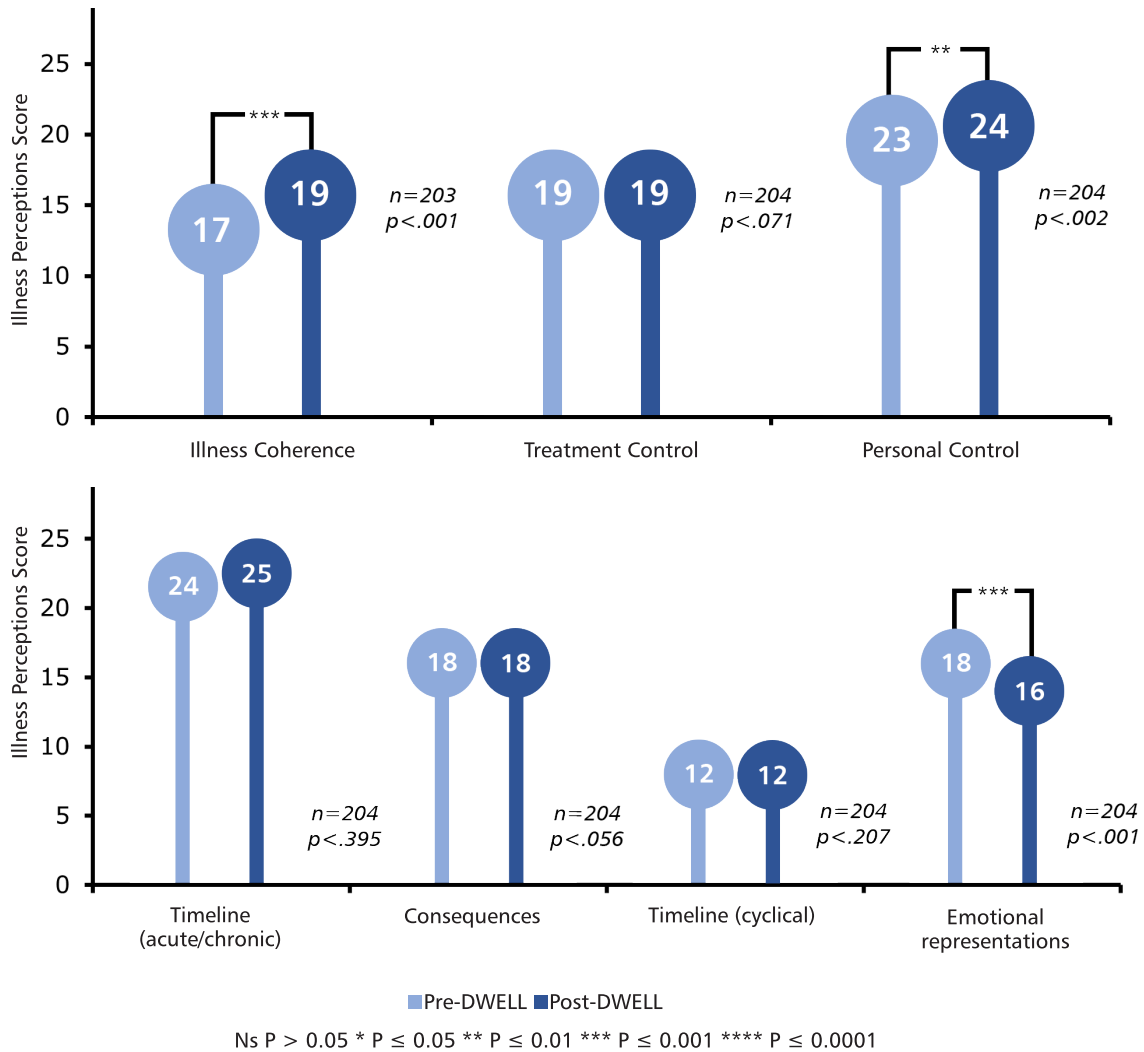 Illness Perceptions Score
25
20
15
10
5
0
***
17
19
n=203
p<.001
19
19
n=204
p<.071
**
23
24
n=204
p<.002
Illness Coherence
Treatment Control
Personal Control
Illness Perceptions Score
25
20
15
10
5
0
24
25
n=204
p<.395
18
18
n=204
p<.056
12
12
n=204
p<.207
***
18
16
n=204
p<.001
Timeline
(acute/chronic)
Consequences
Timeline (cyclical)
Emotional
representations
Pre-DWELL Post-DWELL
Ns P > 0.05 * P ≤ 0.05 ** P ≤ 0.01 *** P ≤ 0.001 **** P ≤ 0.0001